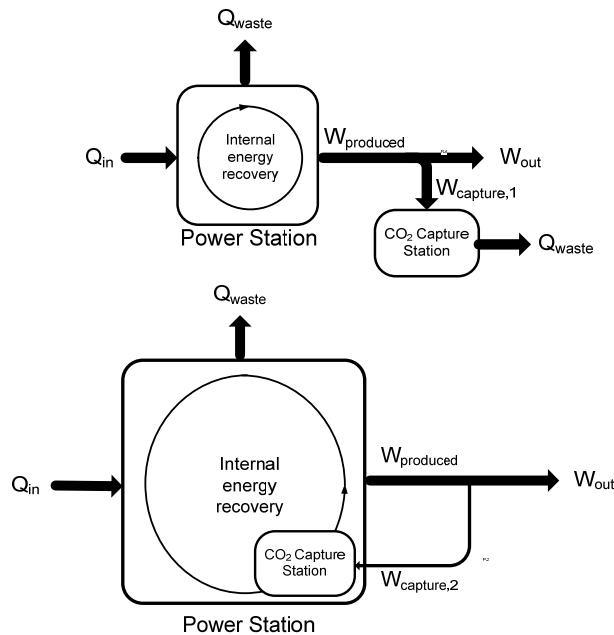 Qwaste
Qin
Internal
energy
recovery
Wproduced
Wout
Wcapture,1
Power Station
CO2 Capture
Station
Qwaste
Qwaste
Qin
Internal
energy
recovery
Wproduced
Wout
CO2 Capture
Station
Wcapture,2
Power Station